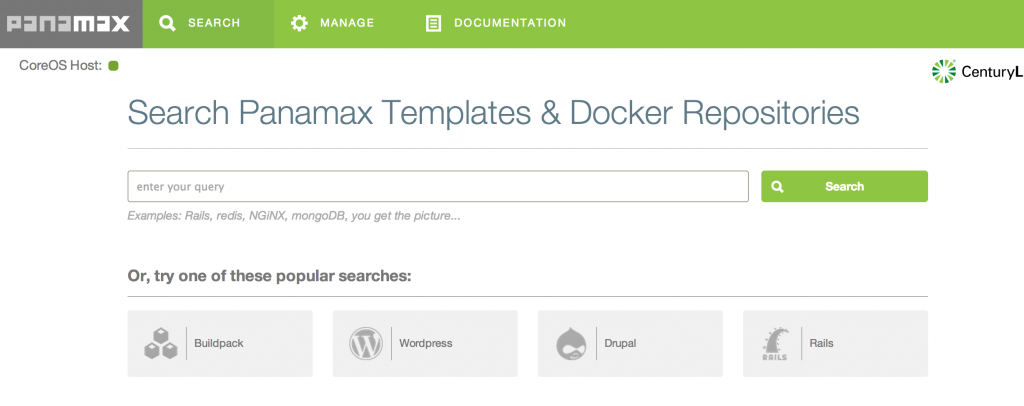 panamax SEARCH MANAGE DOCUMENTATION
CoreOS Host:
CenturyL
Search Panamax Templates & Docker Repositories
enter your query
Search
Examples: Rails, redis, NGiNX, mongoDB, you get the picture...
Or, try one of these popular searches:
Buildpack
Wordpress
Drupal
RAILS
Rails